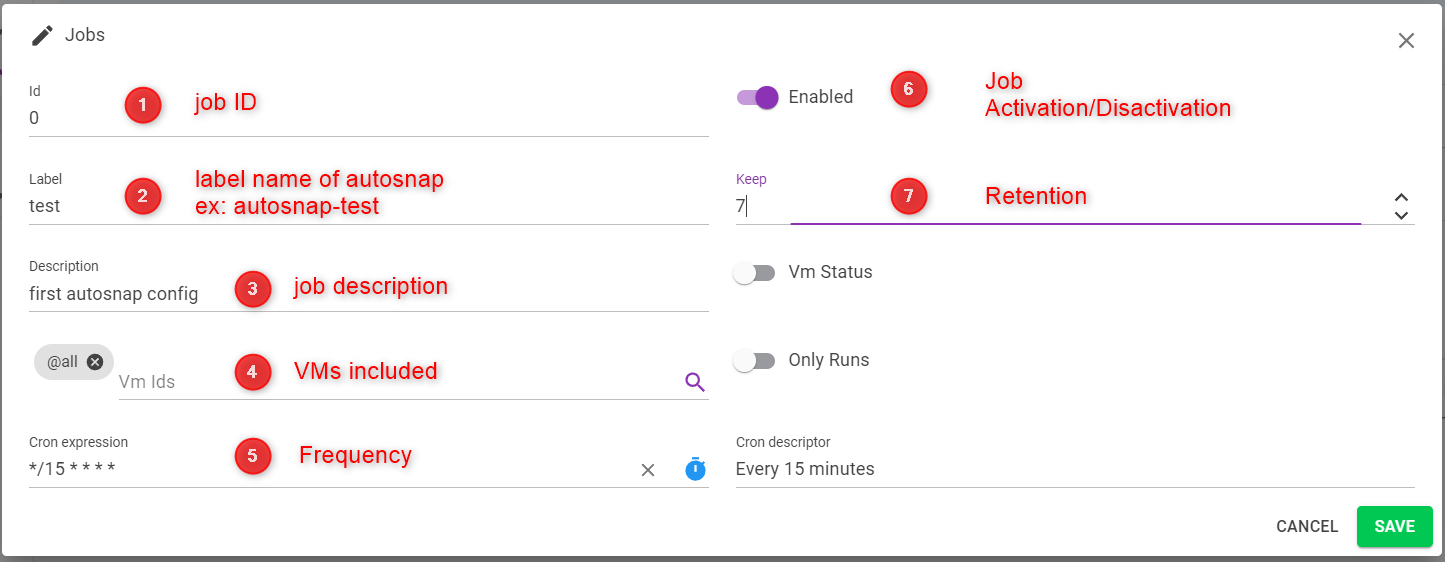 Jobs
Id
0
1
job ID
Enabled
6
Job
Activation/Disactivation
Label
test
2
label name of autosnap
ex: autosnap-test
Keep
7
7
Retention
Description
first autosnap config
3
job description
Vm Status
@all
Vm Ids
4
VMs included
Only Runs
Cron expression
*/15 * * * *
5
Frequency
Cron descriptor
Every 15 minutes
CANCEL
SAVE